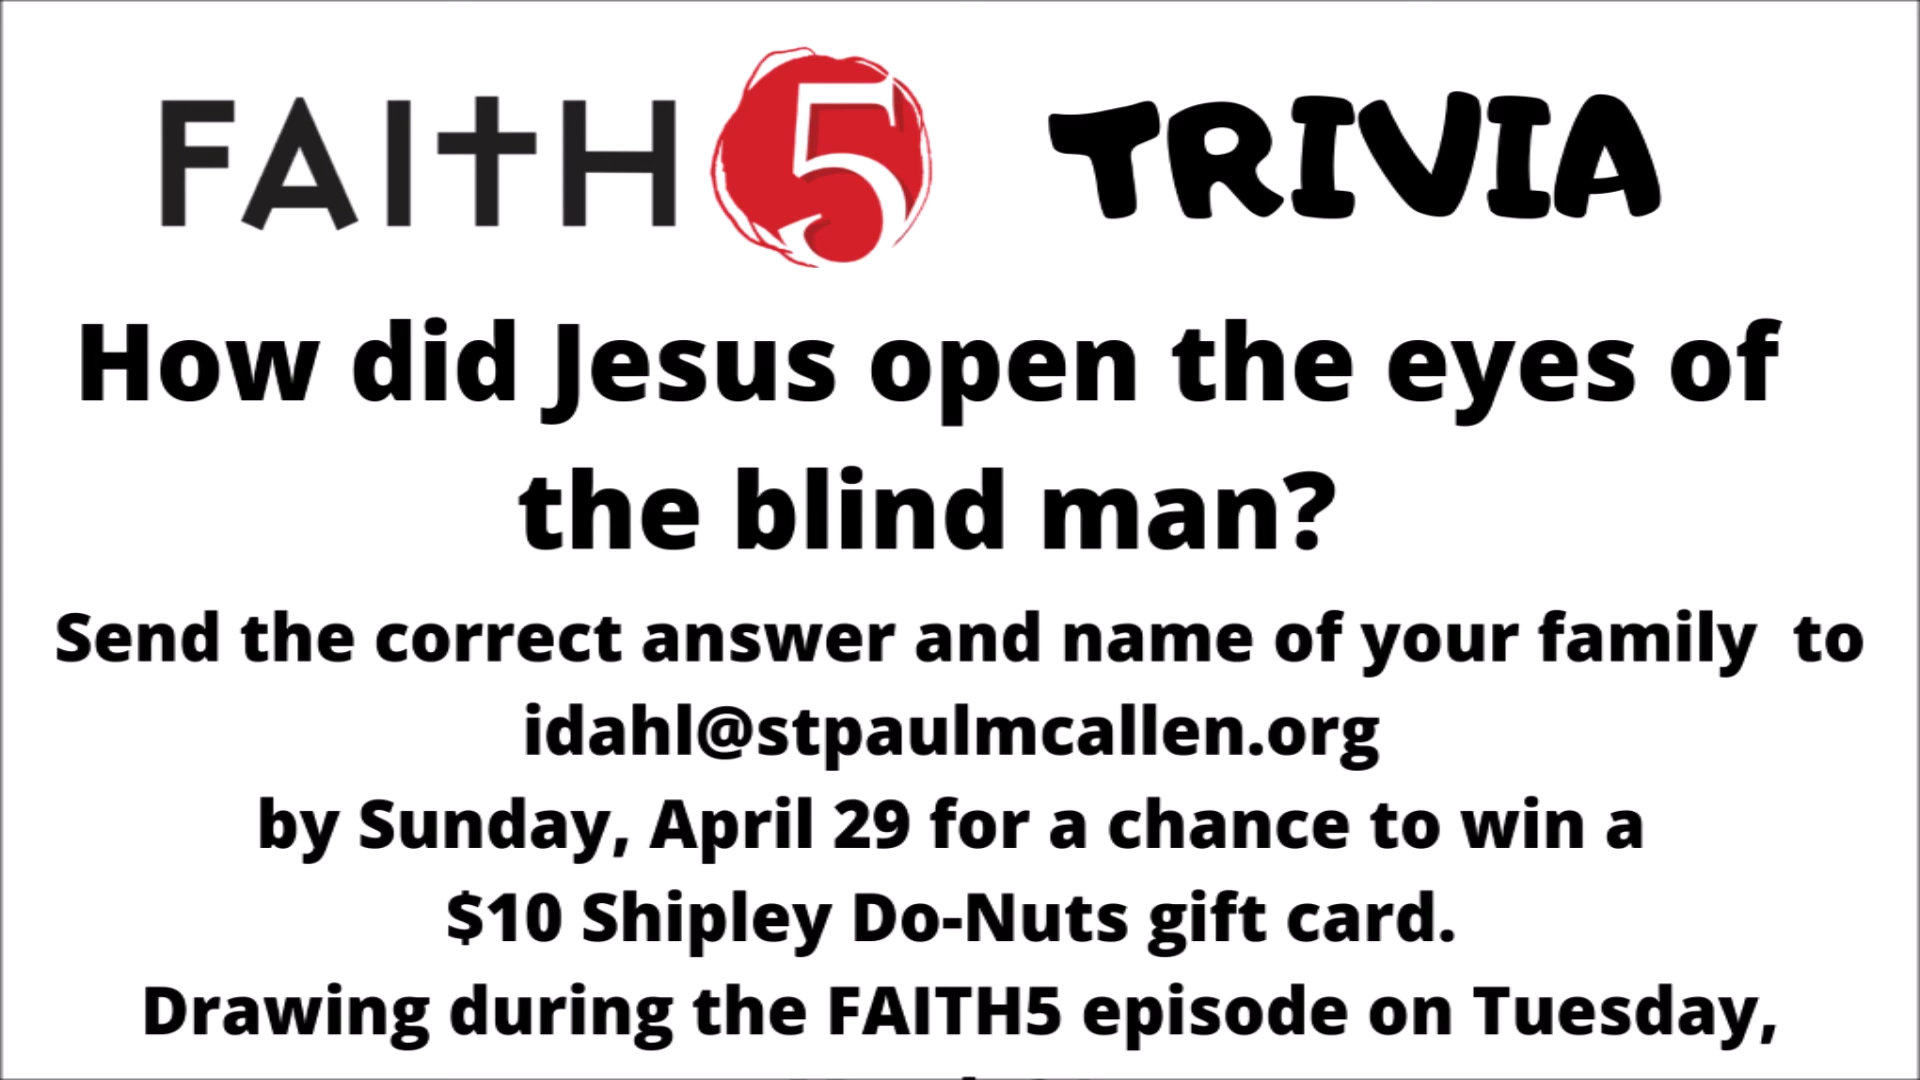 FAITH 5 TRIVIA
How did Jesus open the eyes of
the blind man?
Send the correct answer and name of your family to
idahl@stpaulmcallen.org
by Sunday, April 29 for a chance to win a
$10 Shipley Do-Nuts gift card.
Drawing during the FAITH5 episode on Tuesday,